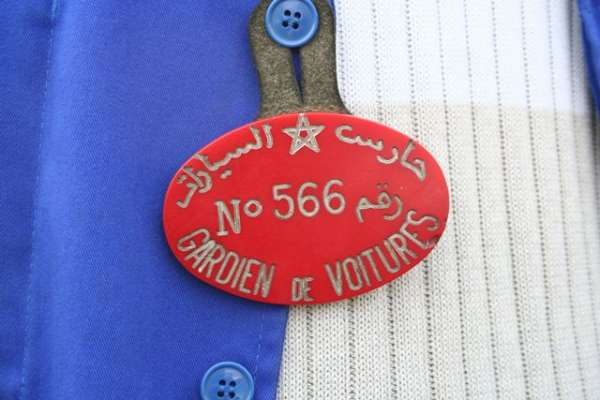 حارس السيارات
No 566 رقم
GARDIEN DE VOITURES